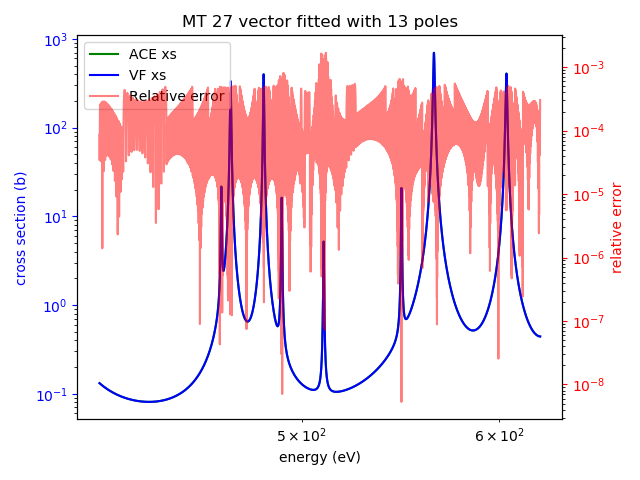 MT 27 vector fitted with 13 poles
ACE xs
VF xs
Relative error
cross section (b)
10³
10²
10¹
10⁰
10⁻¹
10⁻³
10⁻⁴
10⁻⁵
10⁻⁶
10⁻⁷
10⁻⁸
relative error
5 × 10² 6 × 10²
energy (eV)